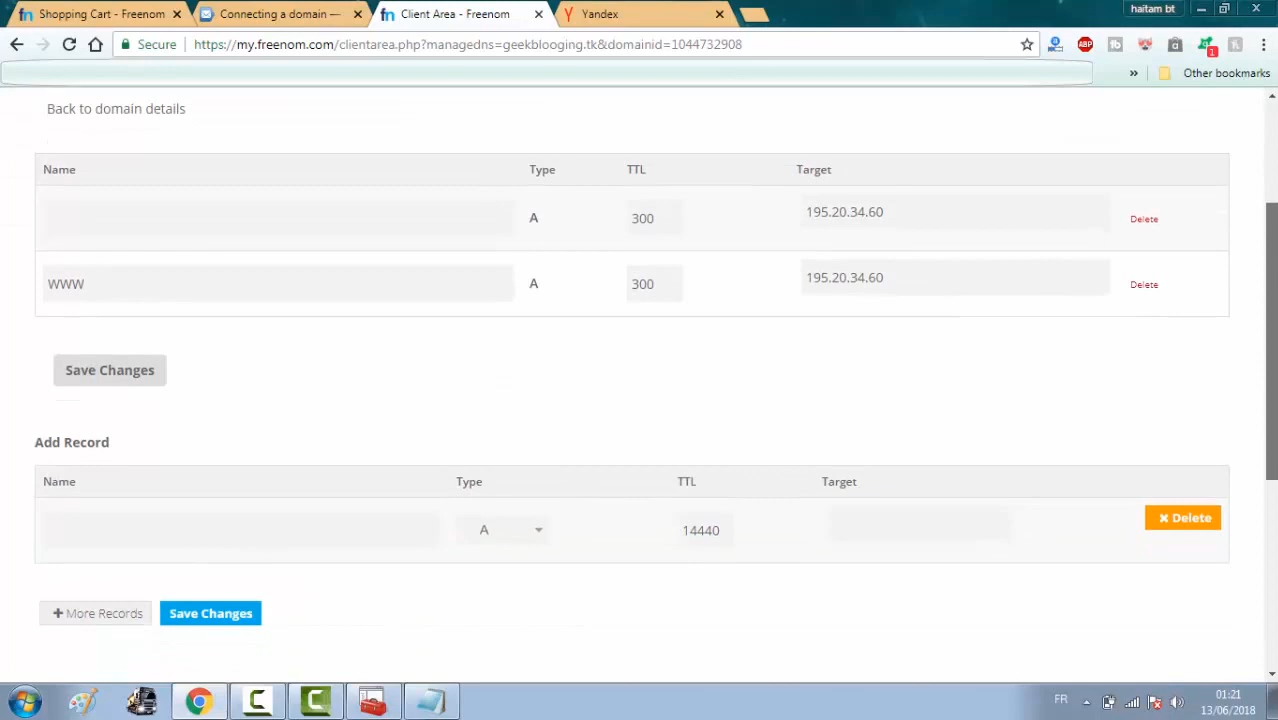 Shopping Cart - Freenom
Connecting a domain —
Client Area - Freenom
Yandex
haitam bt
Secure
https://my.freenom.com/clientarea.php?managedns=geekblooging.tk&domainid=1044732908
ABP
1
»
Other bookmarks
Back to domain details
Name Type TTL Target
A 300 195.20.34.60 Delete
WWW A 300 195.20.34.60 Delete
Save Changes
Add Record
Name Type TTL Target
A 14440 Delete
More Records Save Changes
FR
01:21
13/06/2018